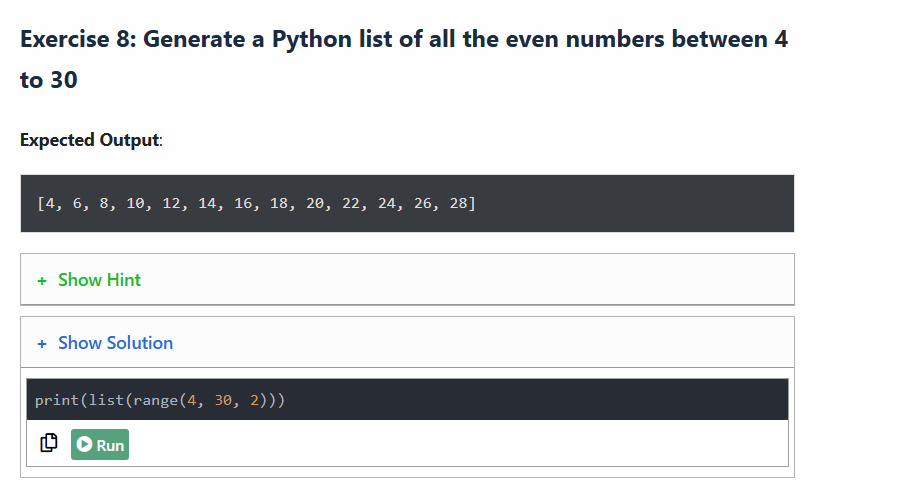 Exercise 8: Generate a Python list of all the even numbers between 4
to 30
Expected Output:
[4, 6, 8, 10, 12, 14, 16, 18, 20, 22, 24, 26, 28]
+ Show Hint
+ Show Solution
print(list(range(4, 30, 2)))
Run